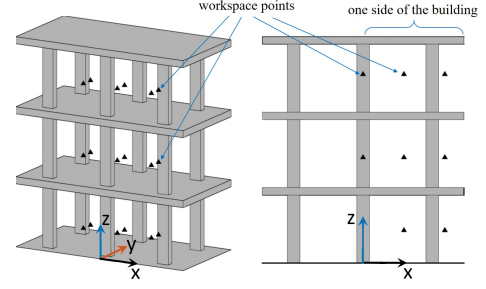 workspace points
one side of the building
z
y
x
z
x